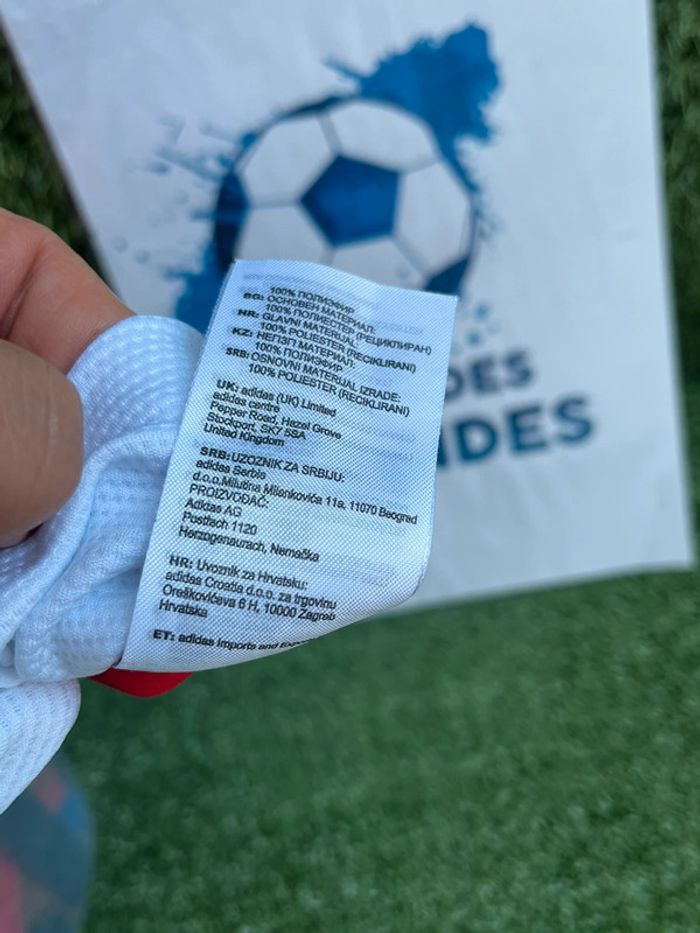 100% ПОЛИЭФИР
BG: ОСНОВЕН МАТЕРИАЛ:
100% ПОЛИЕСТЕР (РЕЦИКЛИРАН)
HR: GLAVNI MATERIJAL:
100% POLIESTER (RECIKLIRANI)
KZ: НЕГІЗГІ МАТЕРИАЛ:
100% ПОЛИЭФИР
SRB: OSNOVNI MATERIJAL IZRADE:
100% POLIESTER (RECIKLIRANI)
UK: adidas (UK) Limited
adidas centre
Pepper Road, Hazel Grove
Stockport, SK7 5SA
United Kingdom
SRB: UZOZNIK ZA SRBIJU:
adidas Serbia
d.o.o.Milutina Milankovića 11a, 11070 Beograd
PROIZVOĐAČ:
Adidas AG
Postfach 1120
Herzogenaurach, Nemačka
HR: Uvoznik za Hrvatsku:
adidas Croatia d.o.o. za trgovinu
Oreškovićeva 6 H, 10000 Zagreb
Hrvatska
ET: adidas Imports and
DES
NDES